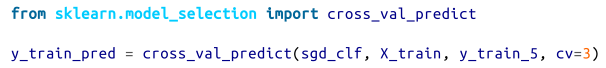 from sklearn.model_selection import cross_val_predict
y_train_pred = cross_val_predict(sgd_clf, X_train, y_train_5, cv=3)